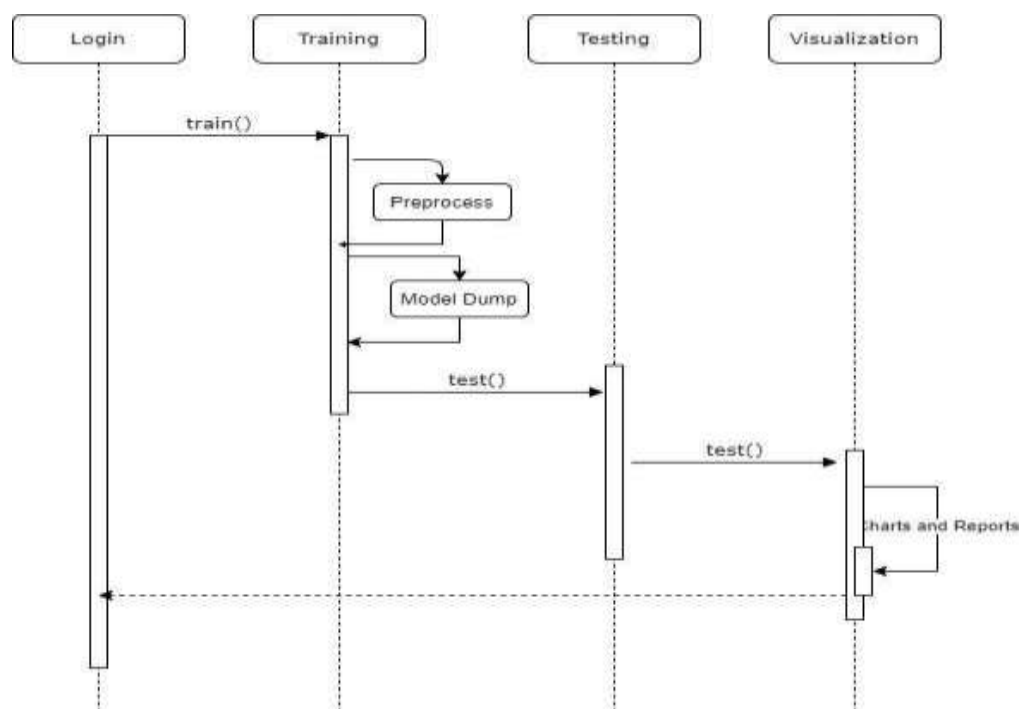 Login
Training
Testing
Visualization
train()
Preprocess
Model Dump
test()
test()
Charts and Reports